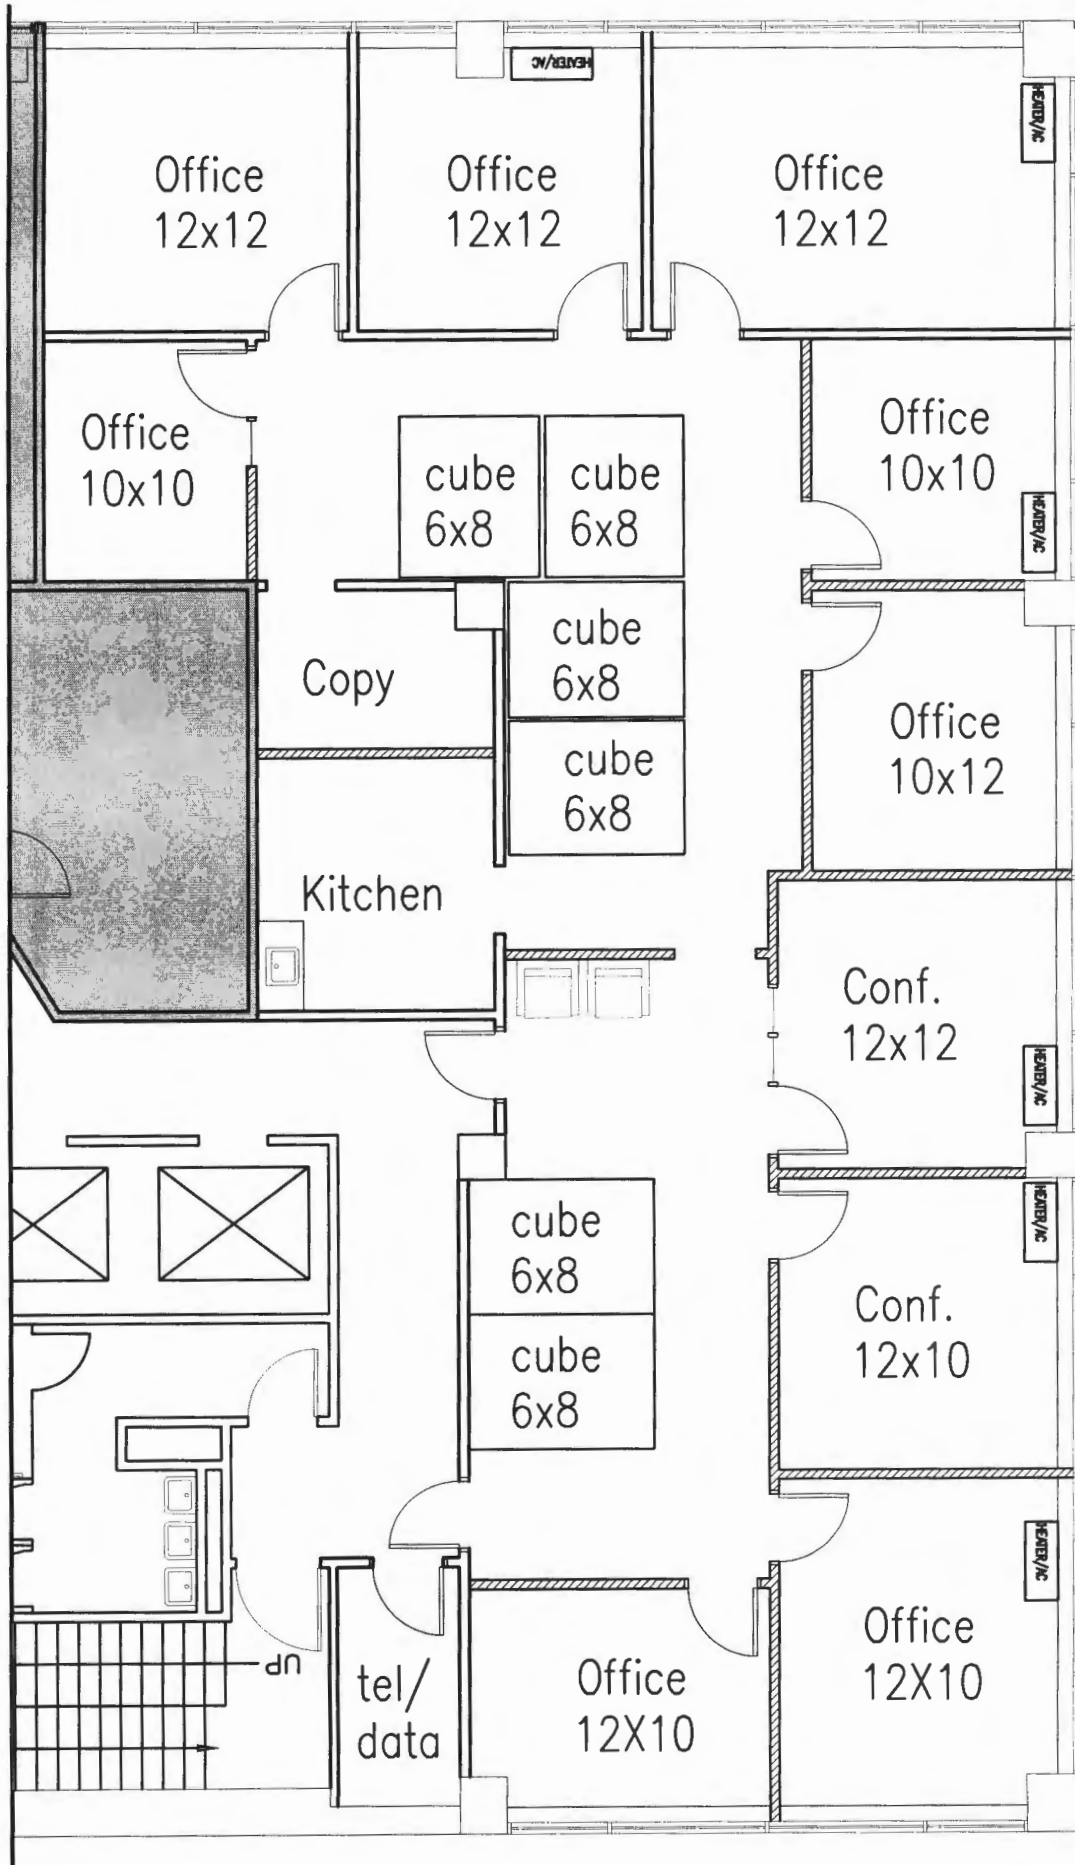 HEATER/AC
HEATER/AC
Office
12x12
Office
12x12
Office
12x12
Office
10x10
cube
6x8
cube
6x8
Office
10x10
HEATER/AC
cube
6x8
Copy
Office
10x12
cube
6x8
Kitchen
Conf.
12x12
HEATER/AC
HEATER/AC
cube
6x8
Conf.
12x10
cube
6x8
HEATER/AC
UP
tel/
data
Office
12X10
Office
12X10